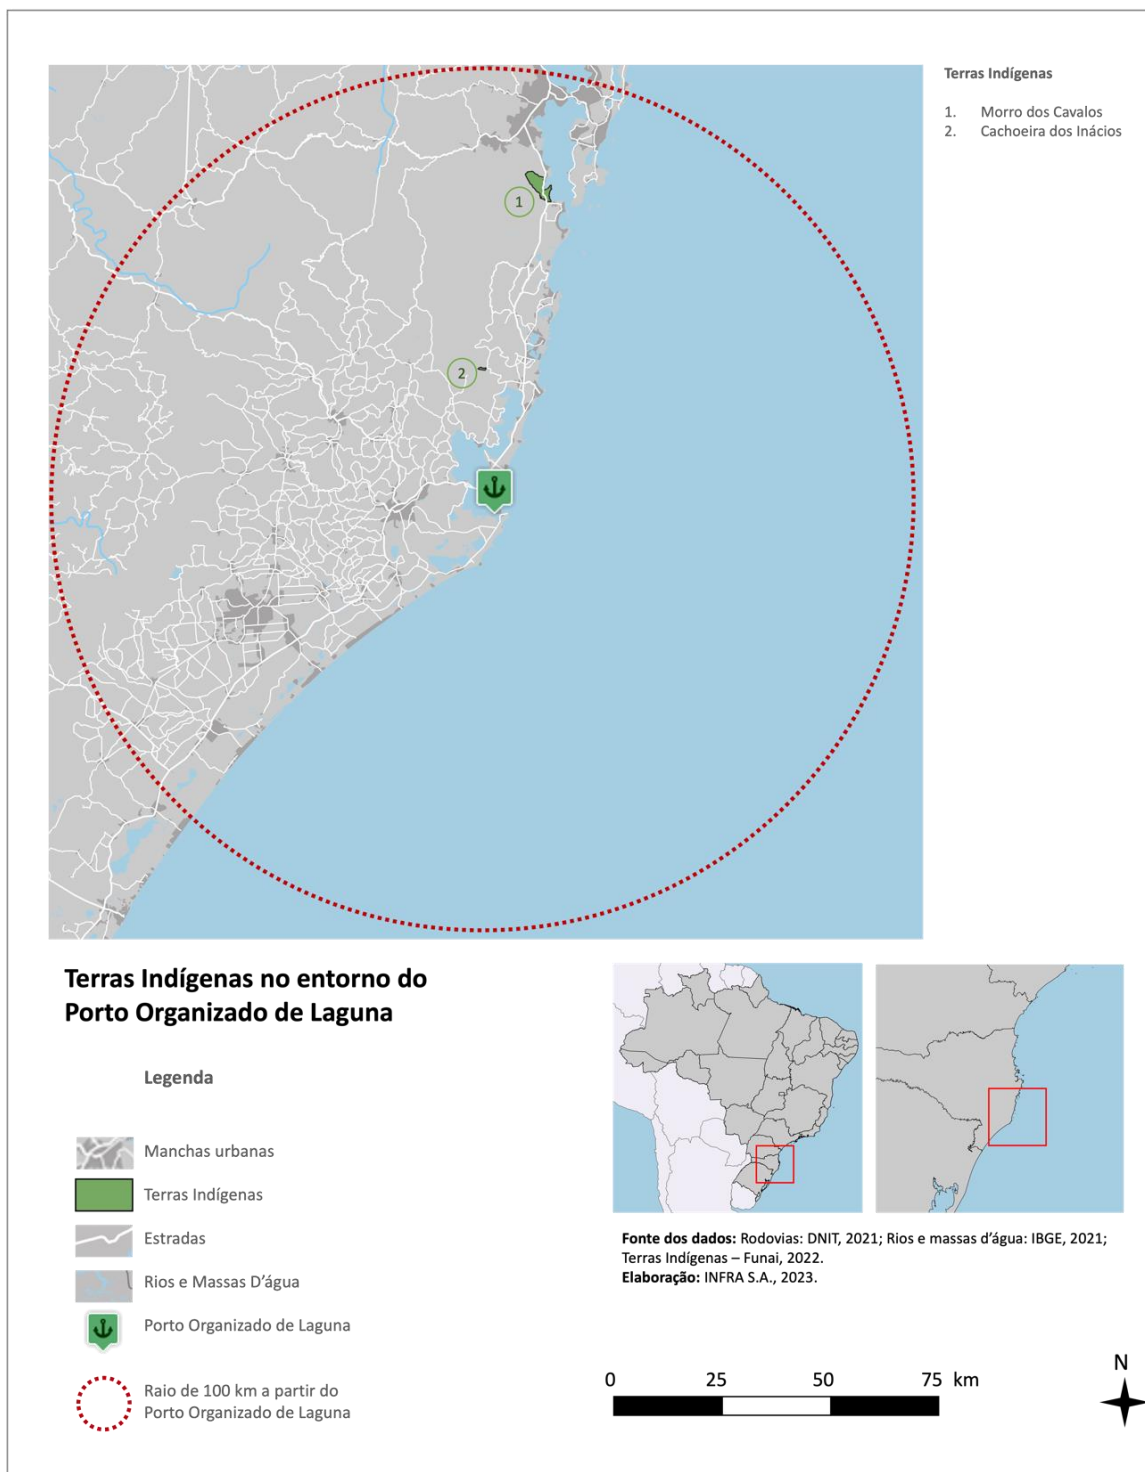 Terras Indígenas
1. Morro dos Cavalos
2. Cachoeira dos Inácios
1
2
Terras Indígenas no entorno do
Porto Organizado de Laguna
Legenda
Manchas urbanas
Terras Indígenas
Estradas
Rios e Massas D’água
Porto Organizado de Laguna
Raio de 100 km a partir do
Porto Organizado de Laguna
Fonte dos dados: Rodovias: DNIT, 2021; Rios e massas d’água: IBGE, 2021;
Terras Indígenas – Funai, 2022.
Elaboração: INFRA S.A., 2023.
0 25 50 75 km
N